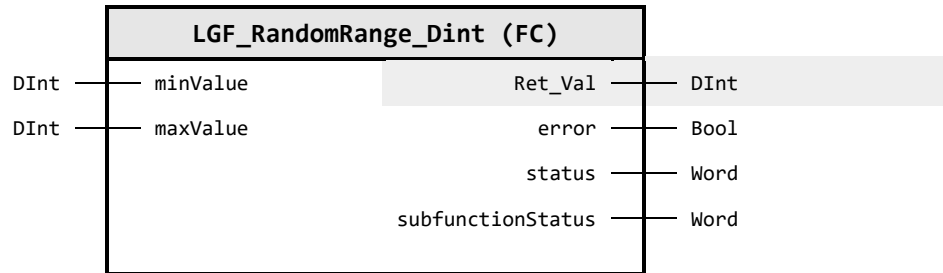 LGF_RandomRange_Dint (FC)
DInt minValue Ret_Val DInt
DInt maxValue error Bool
status Word
subfunctionStatus Word